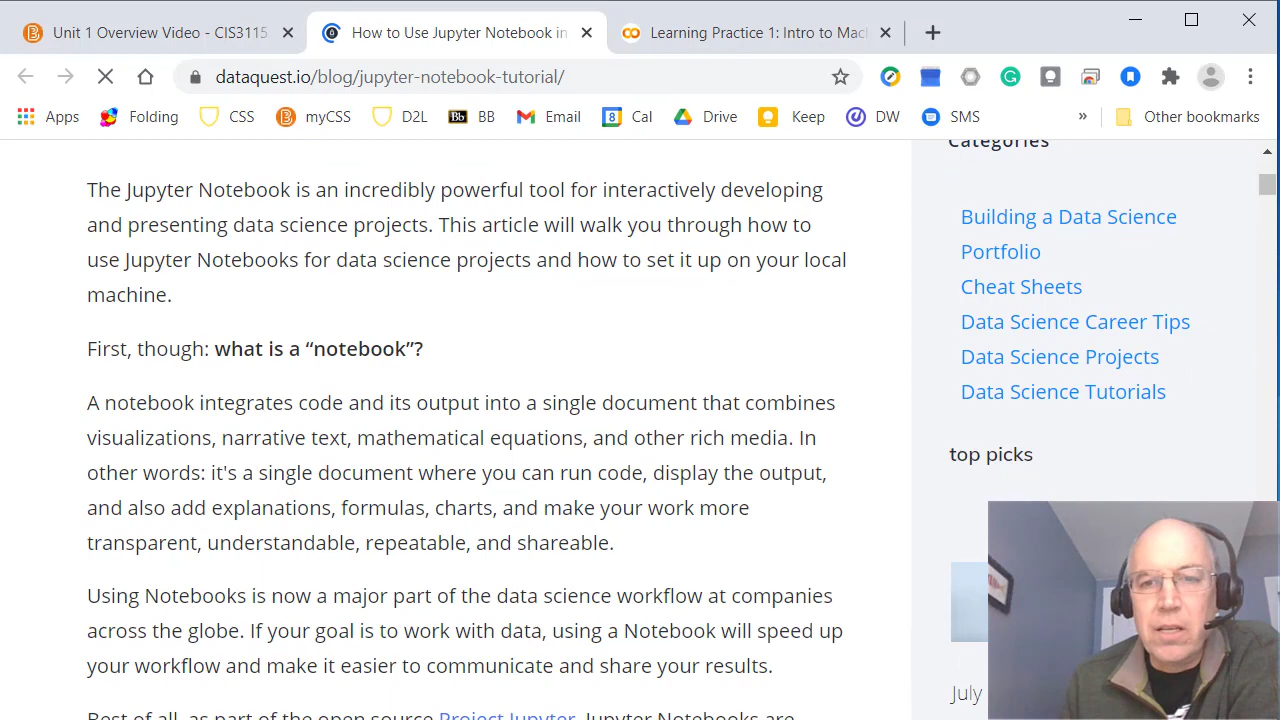 Unit 1 Overview Video - CIS3115
How to Use Jupyter Notebook in
Learning Practice 1: Intro to Mac
dataquest.io/blog/jupyter-notebook-tutorial/
Apps Folding CSS myCSS D2L Bb BB Email 8 Cal Drive Keep DW SMS » Other bookmarks
The Jupyter Notebook is an incredibly powerful tool for interactively developing
and presenting data science projects. This article will walk you through how to
use Jupyter Notebooks for data science projects and how to set it up on your local
machine.
First, though: what is a “notebook”?
A notebook integrates code and its output into a single document that combines
visualizations, narrative text, mathematical equations, and other rich media. In
other words: it's a single document where you can run code, display the output,
and also add explanations, formulas, charts, and make your work more
transparent, understandable, repeatable, and shareable.
Using Notebooks is now a major part of the data science workflow at companies
across the globe. If your goal is to work with data, using a Notebook will speed up
your workflow and make it easier to communicate and share your results.
Best of all, as part of the open source Project Jupyter, Jupyter Notebooks are
Categories
Building a Data Science
Portfolio
Cheat Sheets
Data Science Career Tips
Data Science Projects
Data Science Tutorials
top picks
July